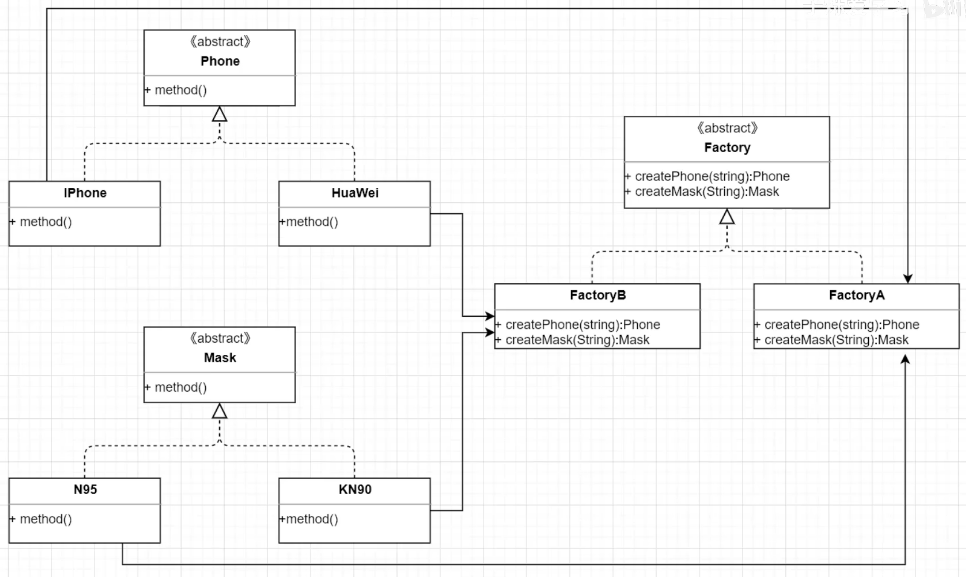 《abstract》
Phone
+ method()
IPhone
+ method()
HuaWei
+method()
《abstract》
Factory
+ createPhone(string):Phone
+ createMask(String):Mask
FactoryB
+ createPhone(string):Phone
+ createMask(String):Mask
FactoryA
+ createPhone(string):Phone
+ createMask(String):Mask
《abstract》
Mask
+ method()
N95
+ method()
KN90
+method()